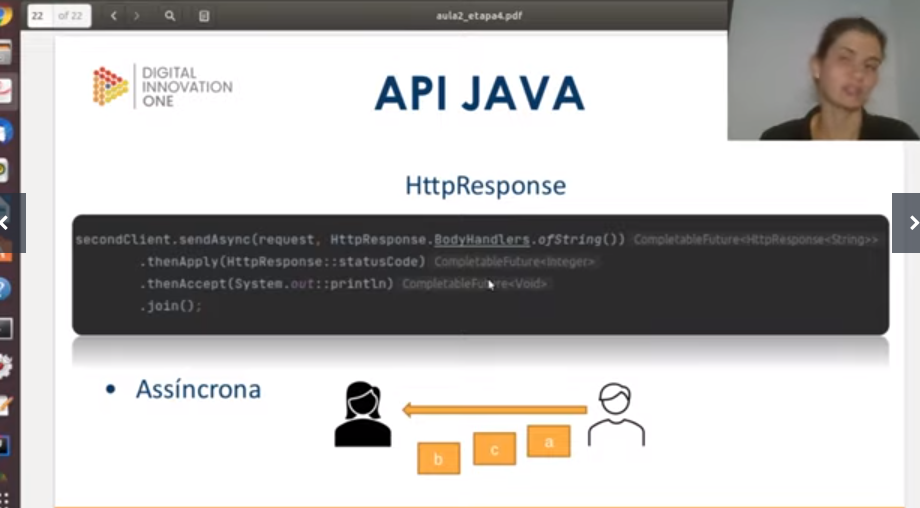 22 of 22
aula2_etapa4.pdf
DIGITAL
INNOVATION
ONE
API JAVA
HttpResponse
secondClient.sendAsync(request, HttpResponse.BodyHandlers.ofString()) CompletableFuture<HttpResponse<String>>
.thenApply(HttpResponse::statusCode) CompletableFuture<Integer>
.thenAccept(System.out::println) CompletableFuture<Void>
.join();
• Assíncrona
b c a